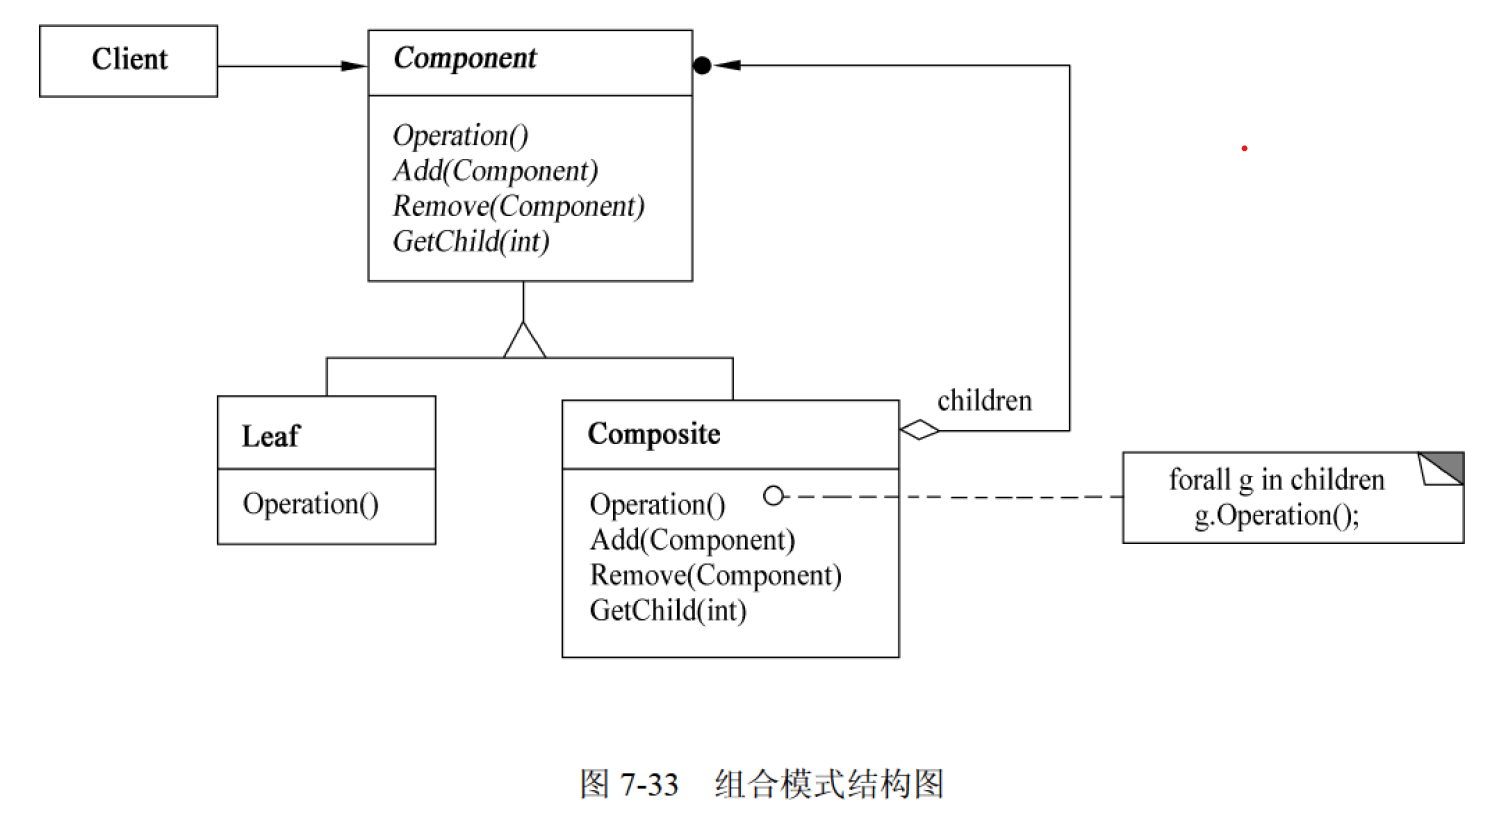 Client
Component
Operation()
Add(Component)
Remove(Component)
GetChild(int)
Leaf
Operation()
Composite
Operation()
Add(Component)
Remove(Component)
GetChild(int)
children
forall g in children
g.Operation();
图 7-33 组合模式结构图